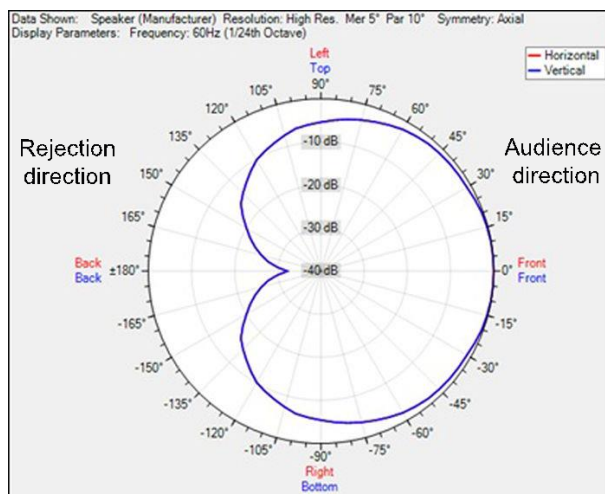 Data Shown: Speaker (Manufacturer) Resolution: High Res. Mer 5° Par 10° Symmetry: Axial
Display Parameters: Frequency: 60Hz (1/24th Octave)
Left
Top
Horizontal
Vertical
90°
105°
75°
120°
60°
135°
45°
-10 dB
Rejection
direction
Audience
direction
150°
30°
-20 dB
165°
15°
-30 dB
Back
Back
±180°
-40 dB
0°
Front
Front
-165°
-15°
-150°
-30°
-135°
-45°
-120°
-60°
-105°
-75°
-90°
Right
Bottom